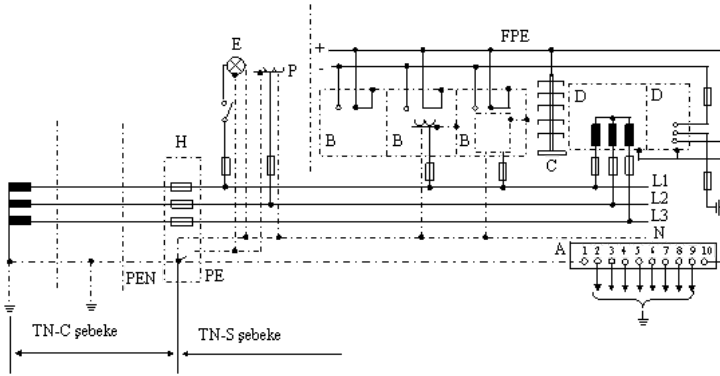 FPE
E
P
+
-
D
D
B
B
B
H
C
L1
L2
L3
N
A
1 2 3 4 5 6 7 8 9 10
PEN
PE
TN-C şebeke
TN-S şebeke